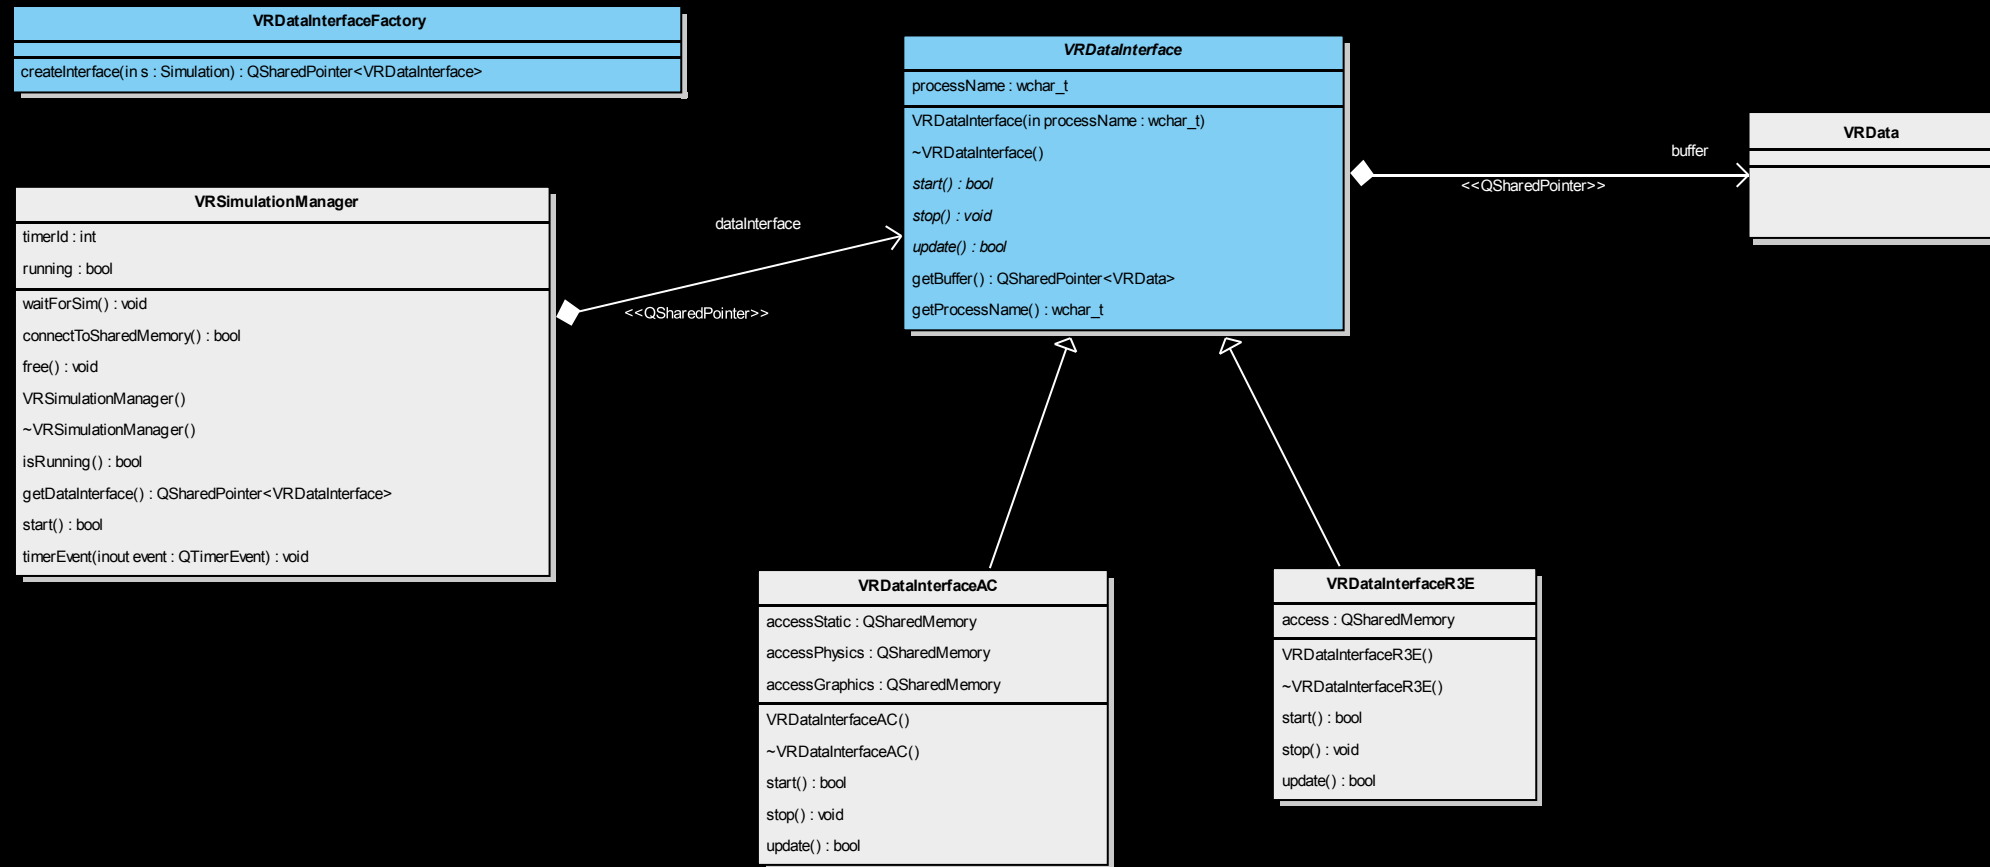 VRDataInterfaceFactory
createInterface(in s : Simulation) : QSharedPointer<VRDataInterface>
VRSimulationManager
timerId : int
running : bool
waitForSim() : void
connectToSharedMemory() : bool
free() : void
VRSimulationManager()
~VRSimulationManager()
isRunning() : bool
getDataInterface() : QSharedPointer<VRDataInterface>
start() : bool
timerEvent(inout event : QTimerEvent) : void
dataInterface
<<QSharedPointer>>
VRDataInterface
processName : wchar_t
VRDataInterface(in processName : wchar_t)
~VRDataInterface()
start() : bool
stop() : void
update() : bool
getBuffer() : QSharedPointer<VRData>
getProcessName() : wchar_t
buffer
<<QSharedPointer>>
VRData
VRDataInterfaceAC
accessStatic : QSharedMemory
accessPhysics : QSharedMemory
accessGraphics : QSharedMemory
VRDataInterfaceAC()
~VRDataInterfaceAC()
start() : bool
stop() : void
update() : bool
VRDataInterfaceR3E
access : QSharedMemory
VRDataInterfaceR3E()
~VRDataInterfaceR3E()
start() : bool
stop() : void
update() : bool